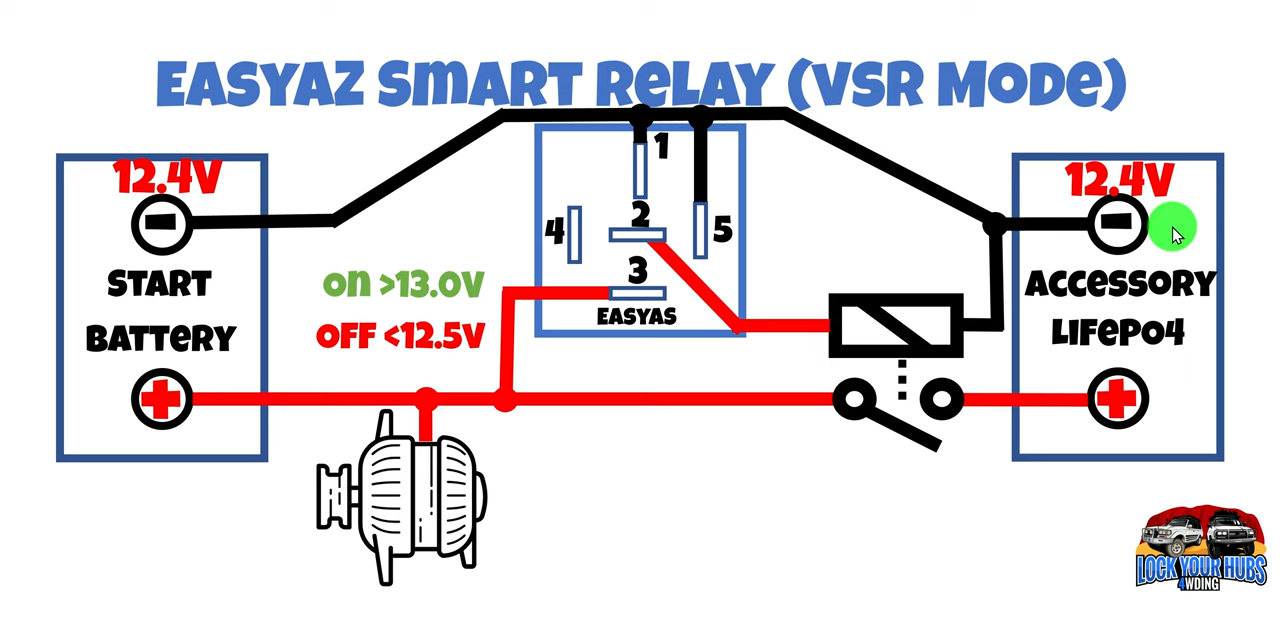 EASYAZ SMART RELAY (VSR MODE)
12.4V
START
BATTERY
ON >13.0V
OFF <12.5V
1
2
3
4
5
EASYAS
12.4V
ACCESSORY
LIFEPO4
LOCK YOUR HUBS
4WDING